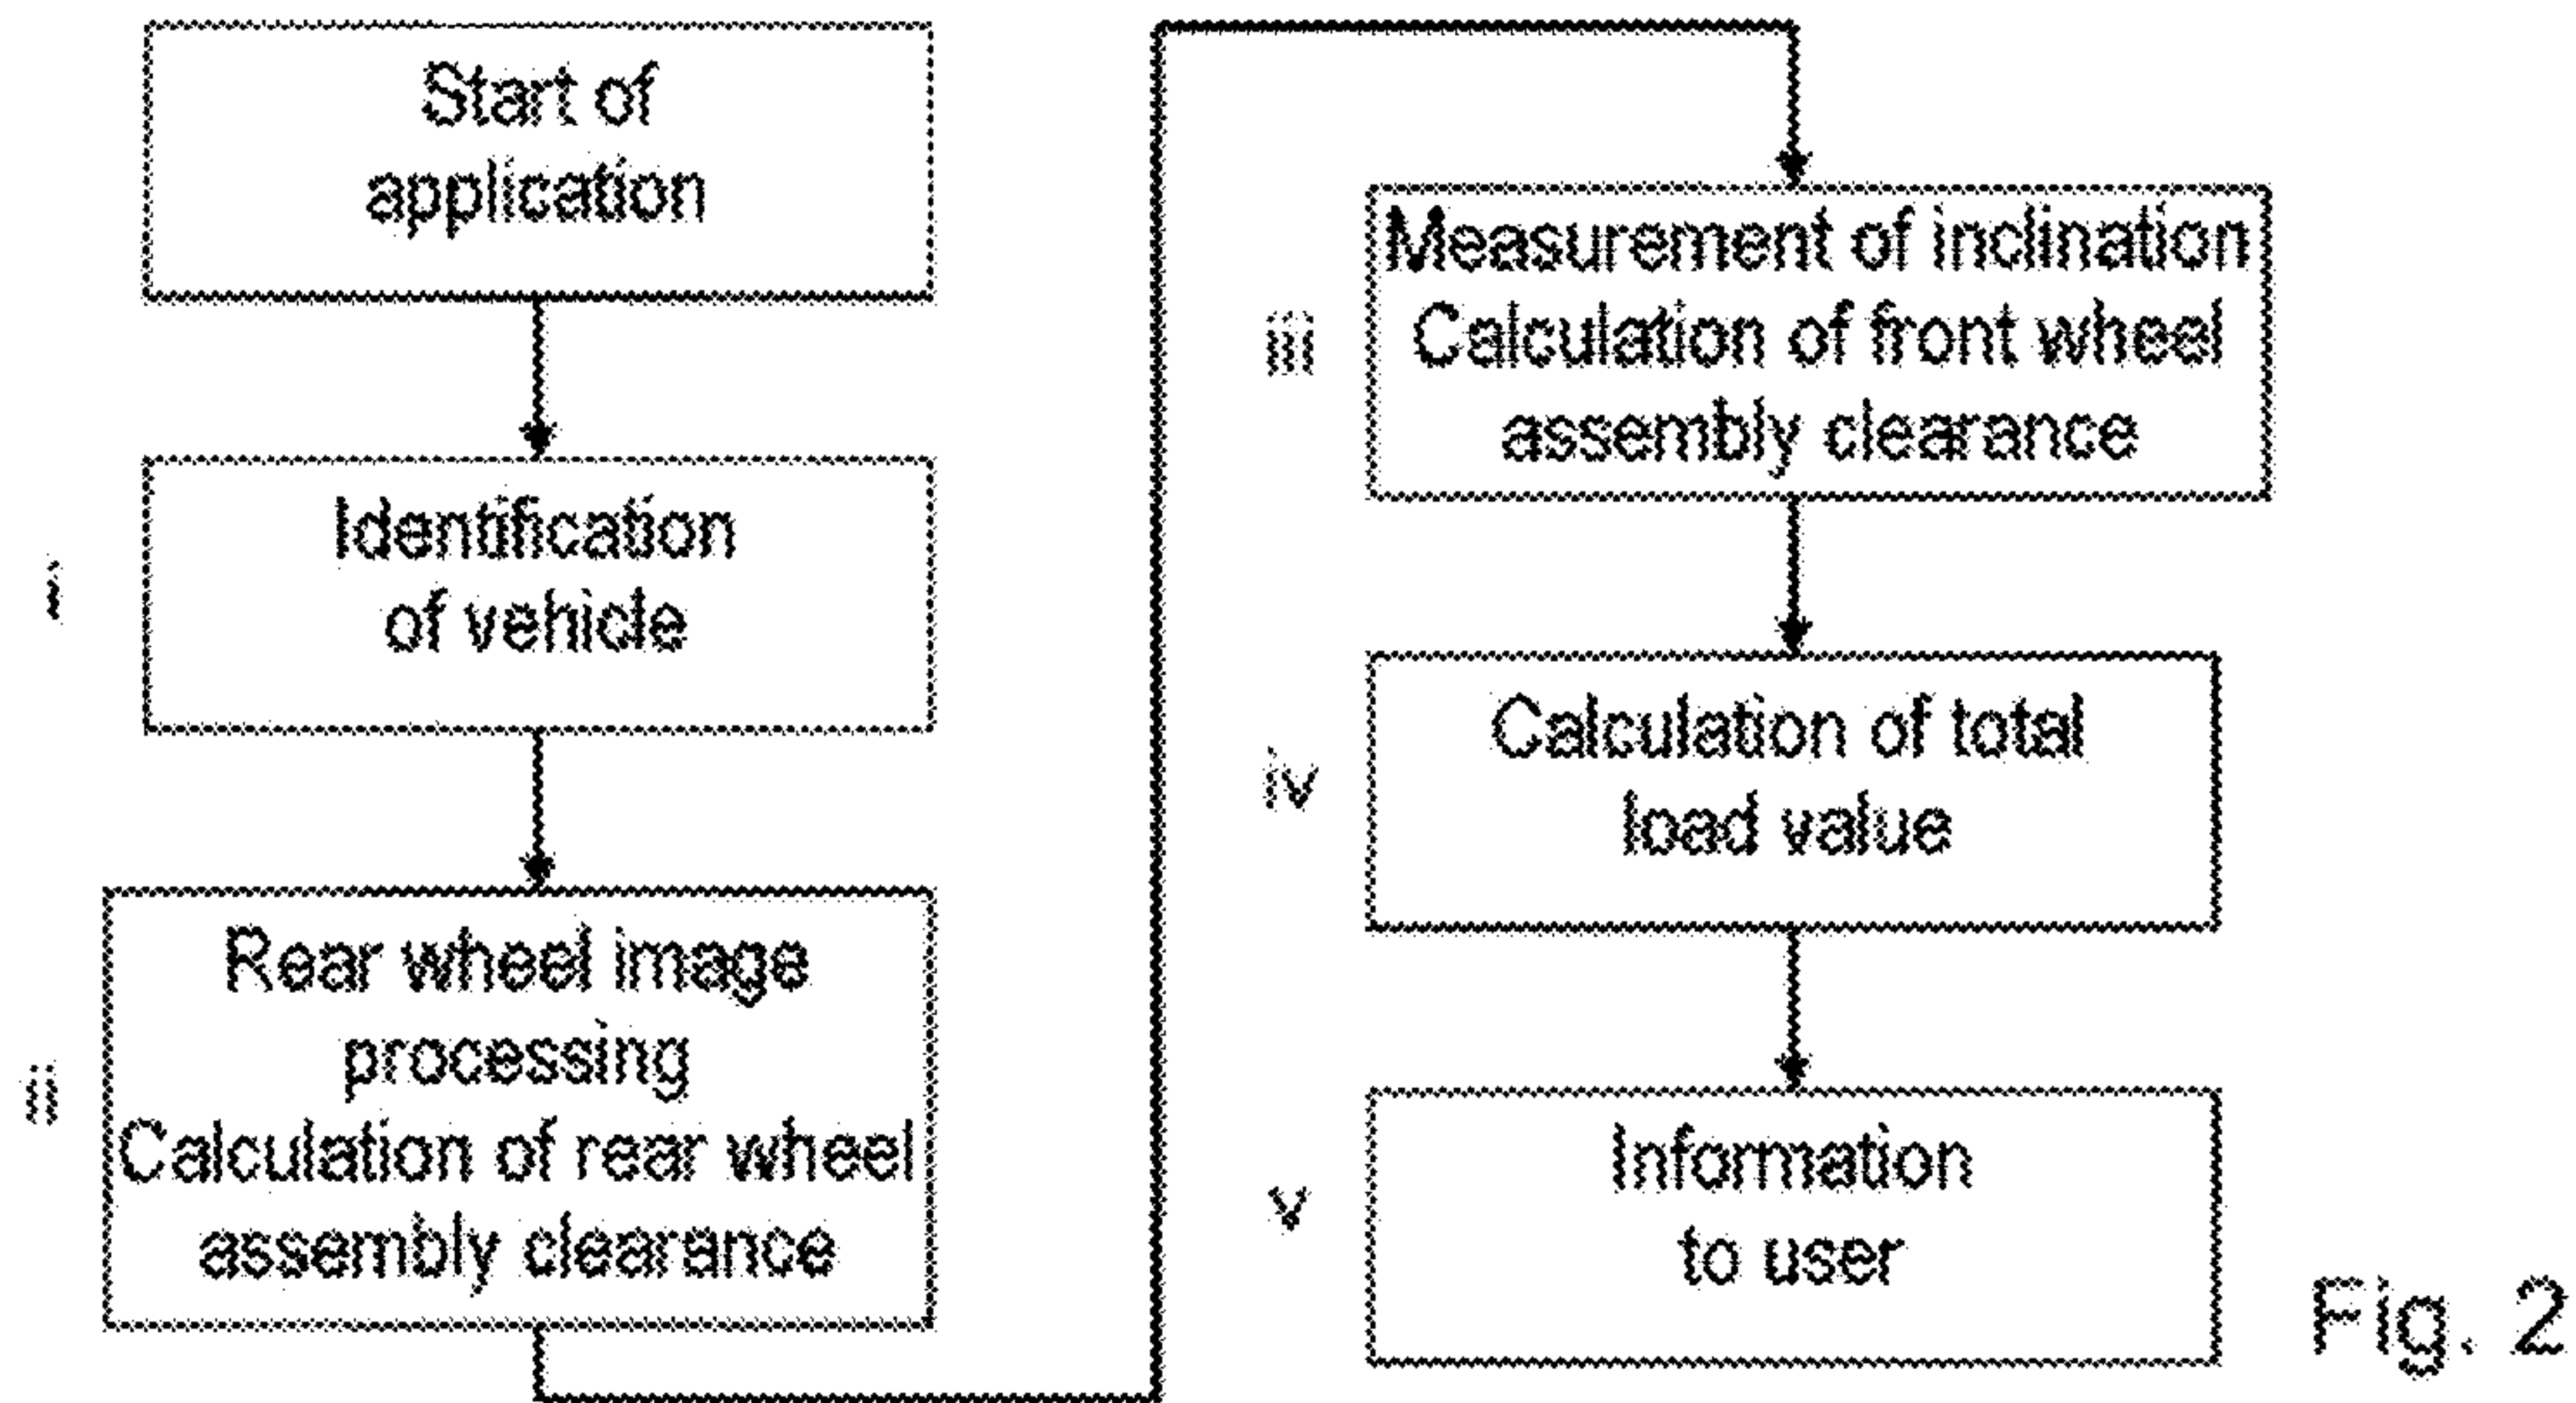 Start of
application
i
Identification
of vehicle
ii
Rear wheel image
processing
Calculation of rear wheel
assembly clearance
iii
Measurement of inclination
Calculation of front wheel
assembly clearance
iv
Calculation of total
load value
v
Information
to user
Fig. 2